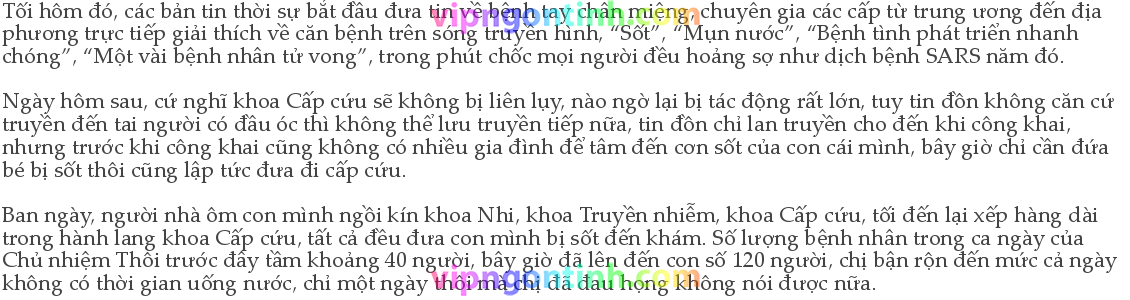 Tối hôm đó, các bản tin thời sự bắt đầu đưa tin về bệnh tay chân miệng, chuyên gia các cấp từ trung ương đến địa
phương trực tiếp giải thích về căn bệnh trên sóng truyền hình, “Sốt”, “Mụn nước”, “Bệnh tình phát triển nhanh
chóng”, “Một vài bệnh nhân tử vong”, trong phút chốc mọi người đều hoảng sợ như dịch bệnh SARS năm đó.
Ngày hôm sau, cứ nghĩ khoa Cấp cứu sẽ không bị liên lụy, nào ngờ lại bị tác động rất lớn, tuy tin đồn không căn cứ
truyền đến tai người có đầu óc thì không thể lưu truyền tiếp nữa, tin đồn chỉ lan truyền cho đến khi công khai,
nhưng trước khi công khai cũng không có nhiều gia đình để tâm đến cơn sốt của con cái mình, bây giờ chỉ cần đứa
bé bị sốt thôi cũng lập tức đưa đi cấp cứu.
Ban ngày, người nhà ôm con mình ngồi kín khoa Nhi, khoa Truyền nhiễm, khoa Cấp cứu, tối đến lại xếp hàng dài
trong hành lang khoa Cấp cứu, tất cả đều đưa con mình bị sốt đến khám. Số lượng bệnh nhân trong ca ngày của
Chủ nhiệm Thôi trước đây tầm khoảng 40 người, bây giờ đã lên đến con số 120 người, chị bận rộn đến mức cả ngày
không có thời gian uống nước, chỉ một ngày thôi mà chị đã đau họng không nói được nữa.
vipngontinh.com
vipngontinh.com